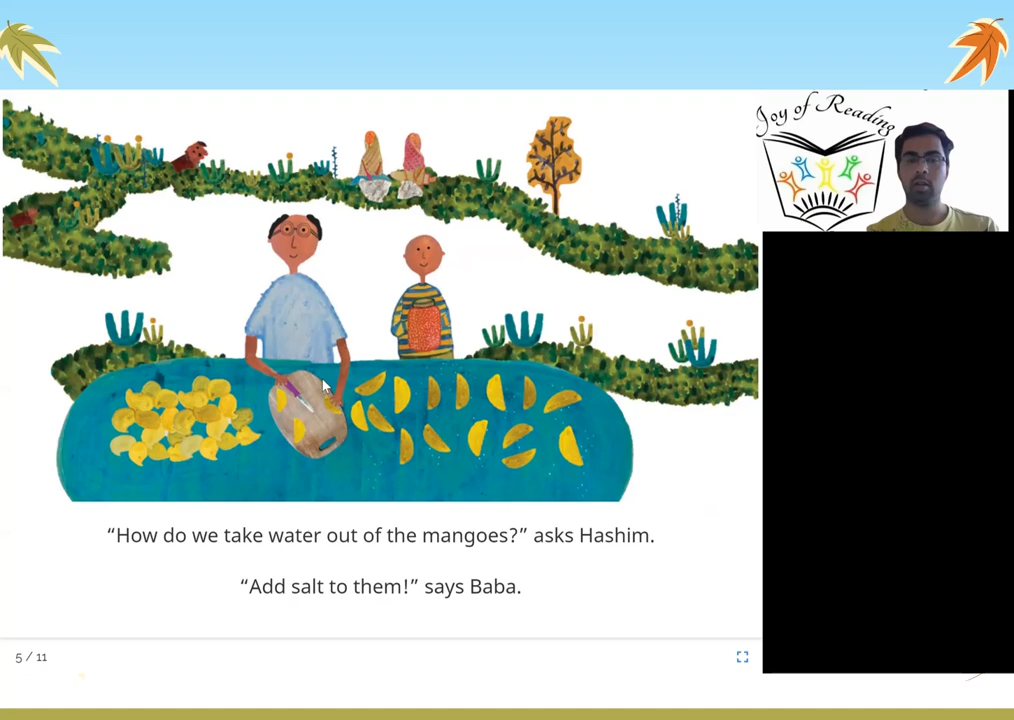 Joy of Reading
“How do we take water out of the mangoes?” asks Hashim.
“Add salt to them!” says Baba.
5 / 11